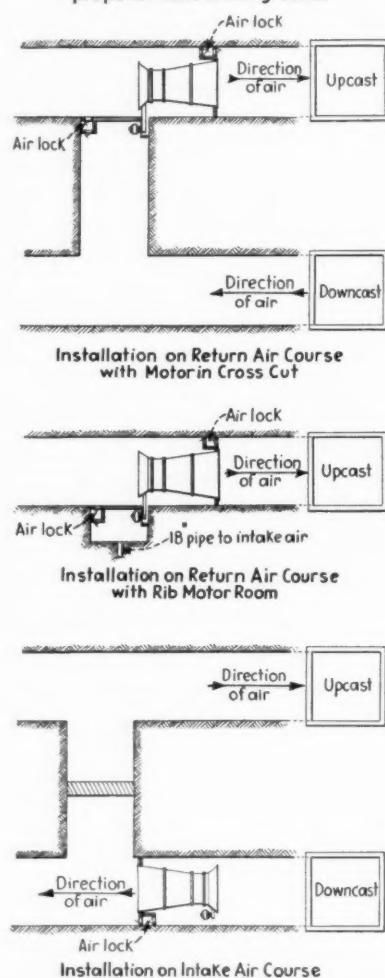 Air lock
Direction
of air
Upcast
Air lock
Direction
of air
Downcast
Installation on Return Air Course
with Motor in Cross Cut
Air lock
Direction
of air
Upcast
Air lock
18" pipe to intake air
Installation on Return Air Course
with Rib Motor Room
Direction
of air
Upcast
Direction
of air
Downcast
Air lock
Installation on Intake Air Course